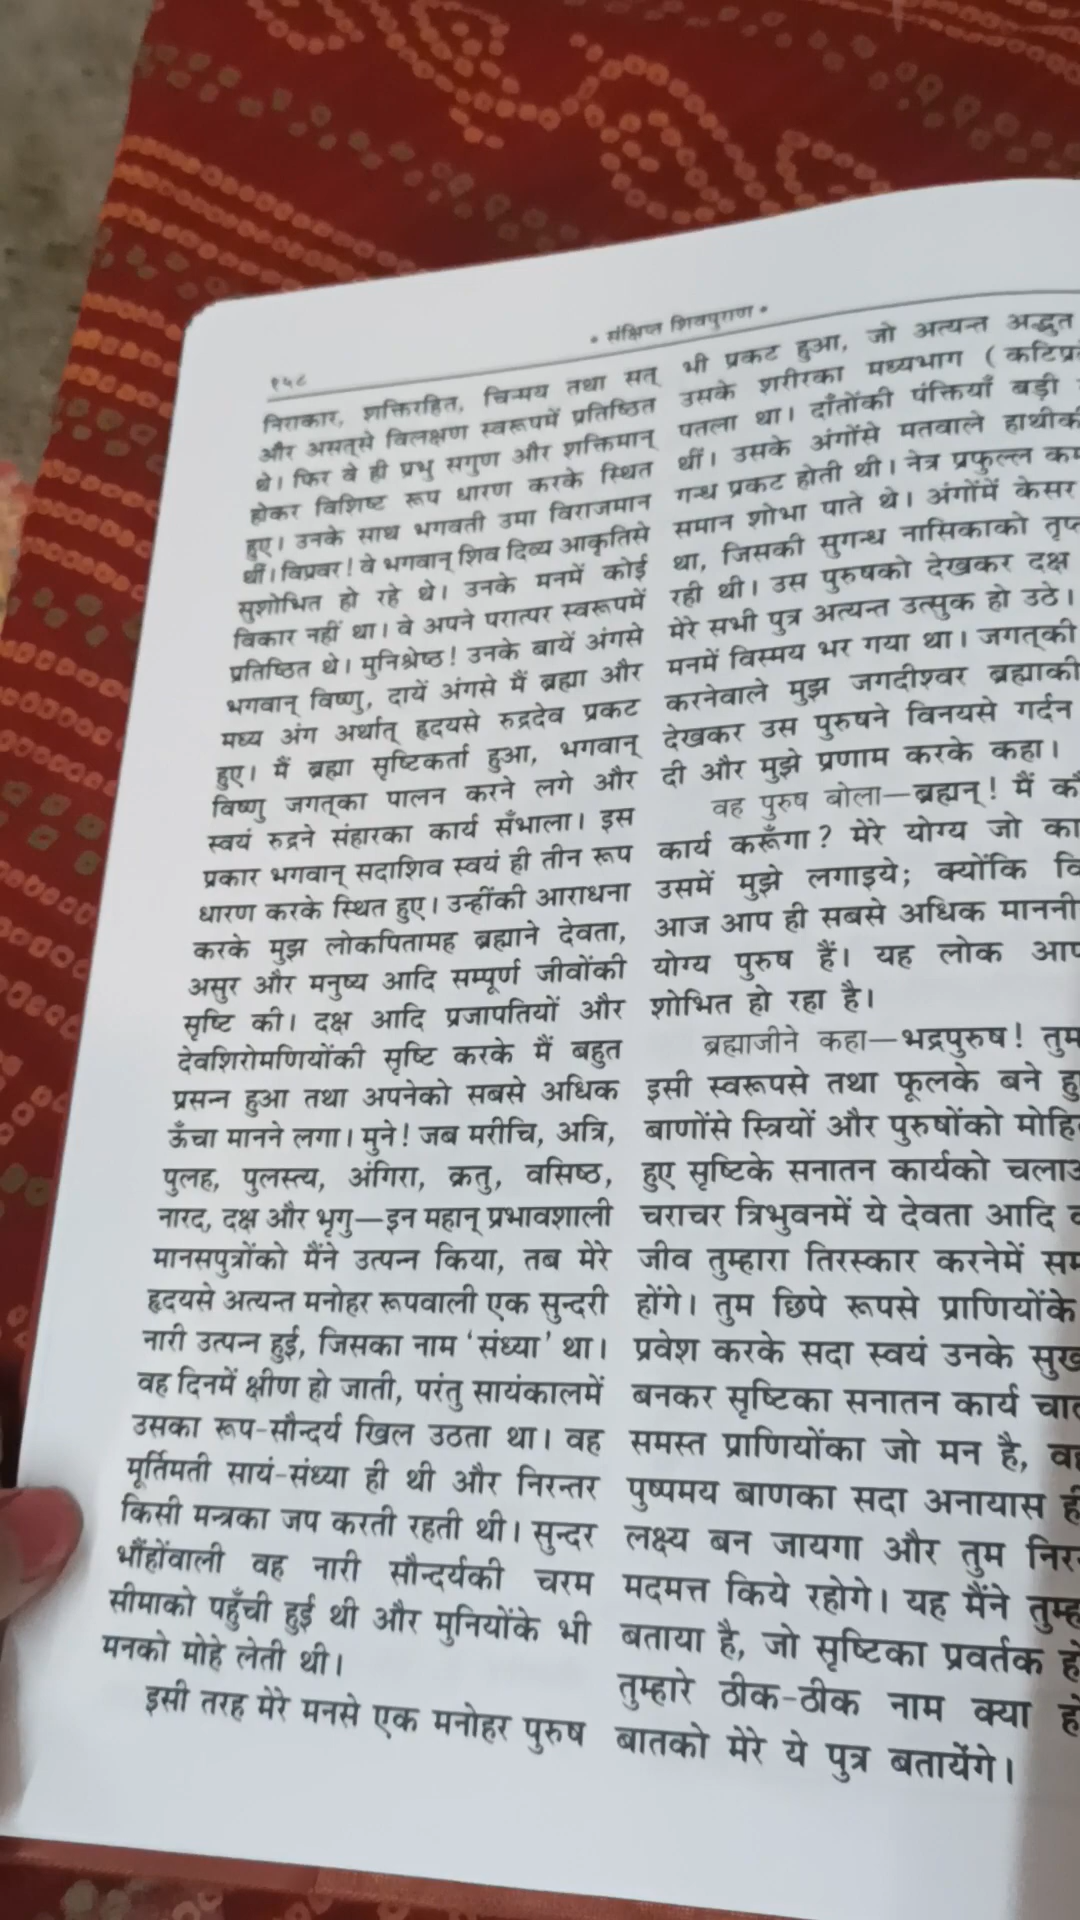 १५८
* संक्षिप्त शिवपुराण *
निराकार, शक्तिरहित, चिन्मय तथा सत्
और असत्‌से विलक्षण स्वरूपमें प्रतिष्ठित
थे। फिर वे ही प्रभु सगुण और शक्तिमान्
होकर विशिष्ट रूप धारण करके स्थित
हुए। उनके साथ भगवती उमा विराजमान
थीं। विप्रवर! वे भगवान् शिव दिव्य आकृतिसे
सुशोभित हो रहे थे। उनके मनमें कोई
विकार नहीं था। वे अपने परात्पर स्वरूपमें
प्रतिष्ठित थे। मुनिश्रेष्ठ! उनके बायें अंगसे
भगवान् विष्णु, दायें अंगसे मैं ब्रह्मा और
मध्य अंग अर्थात् हृदयसे रुद्रदेव प्रकट
हुए। मैं ब्रह्मा सृष्टिकर्ता हुआ, भगवान्
विष्णु जगत्‌का पालन करने लगे और
स्वयं रुद्रने संहारका कार्य सँभाला। इस
प्रकार भगवान् सदाशिव स्वयं ही तीन रूप
धारण करके स्थित हुए। उन्हींकी आराधना
करके मुझ लोकपितामह ब्रह्माने देवता,
असुर और मनुष्य आदि सम्पूर्ण जीवोंकी
सृष्टि की। दक्ष आदि प्रजापतियों और
देवशिरोमणियोंकी सृष्टि करके मैं बहुत
प्रसन्न हुआ तथा अपनेको सबसे अधिक
ऊँचा मानने लगा। मुने! जब मरीचि, अत्रि,
पुलह, पुलस्त्य, अंगिरा, क्रतु, वसिष्ठ,
नारद, दक्ष और भृगु—इन महान् प्रभावशाली
मानसपुत्रोंको मैंने उत्पन्न किया, तब मेरे
हृदयसे अत्यन्त मनोहर रूपवाली एक सुन्दरी
नारी उत्पन्न हुई, जिसका नाम ‘संध्या’ था।
वह दिनमें क्षीण हो जाती, परंतु सायंकालमें
उसका रूप-सौन्दर्य खिल उठता था। वह
मूर्तिमती सायं-संध्या ही थी और निरन्तर
किसी मन्त्रका जप करती रहती थी। सुन्दर
भौंहोंवाली वह नारी सौन्दर्यकी चरम
सीमाको पहुँची हुई थी और मुनियोंके भी
मनको मोहे लेती थी।
इसी तरह मेरे मनसे एक मनोहर पुरुष
भी प्रकट हुआ, जो अत्यन्त अद्भुत
उसके शरीरका मध्यभाग
पतला था। दाँतोंकी पंक्तियाँ बड़ी
थीं। उसके अंगोंसे मतवाले
गन्ध प्रकट होती थी। नेत्र प्रफुल्ल
समान शोभा पाते थे। अंगोंमें केसर
था, जिसकी सुगन्ध नासिकाको
रही थी। उस पुरुषको देखकर दक्ष
मेरे सभी पुत्र अत्यन्त उत्सुक हो उठे।
मनमें विस्मय भर गया था। जगत्‌की
करनेवाले मुझ जगदीश्वर ब्रह्माकी
देखकर उस पुरुषने विनयसे गर्दन
दी और मुझे प्रणाम करके कहा।
वह पुरुष बोला—ब्रह्मन्! मैं
कार्य करूँगा? मेरे योग्य जो
उसमें मुझे लगाइये; क्योंकि
आज आप ही सबसे अधिक
योग्य पुरुष हैं। यह लोक
शोभित हो रहा है।
ब्रह्माजीने कहा—भद्रपुरुष! तुम
इसी स्वरूपसे तथा फूलके बने
बाणोंसे स्त्रियों और पुरुषोंको
हुए सृष्टिके सनातन कार्यको
चराचर त्रिभुवनमें ये देवता आदि
जीव तुम्हारा तिरस्कार करनेमें
होंगे। तुम छिपे रूपसे प्राणियोंके
प्रवेश करके सदा स्वयं उनके
बनकर सृष्टिका सनातन कार्य
समस्त प्राणियोंका जो मन है,
पुष्पमय बाणका सदा अनायास ही
लक्ष्य बन जायगा और तुम
मदमत्त किये रहोगे। यह मैंने
बताया है, जो सृष्टिका प्रवर्तक
तुम्हारे ठीक-ठीक नाम क्या
बातको मेरे ये पुत्र बतायेंगे।